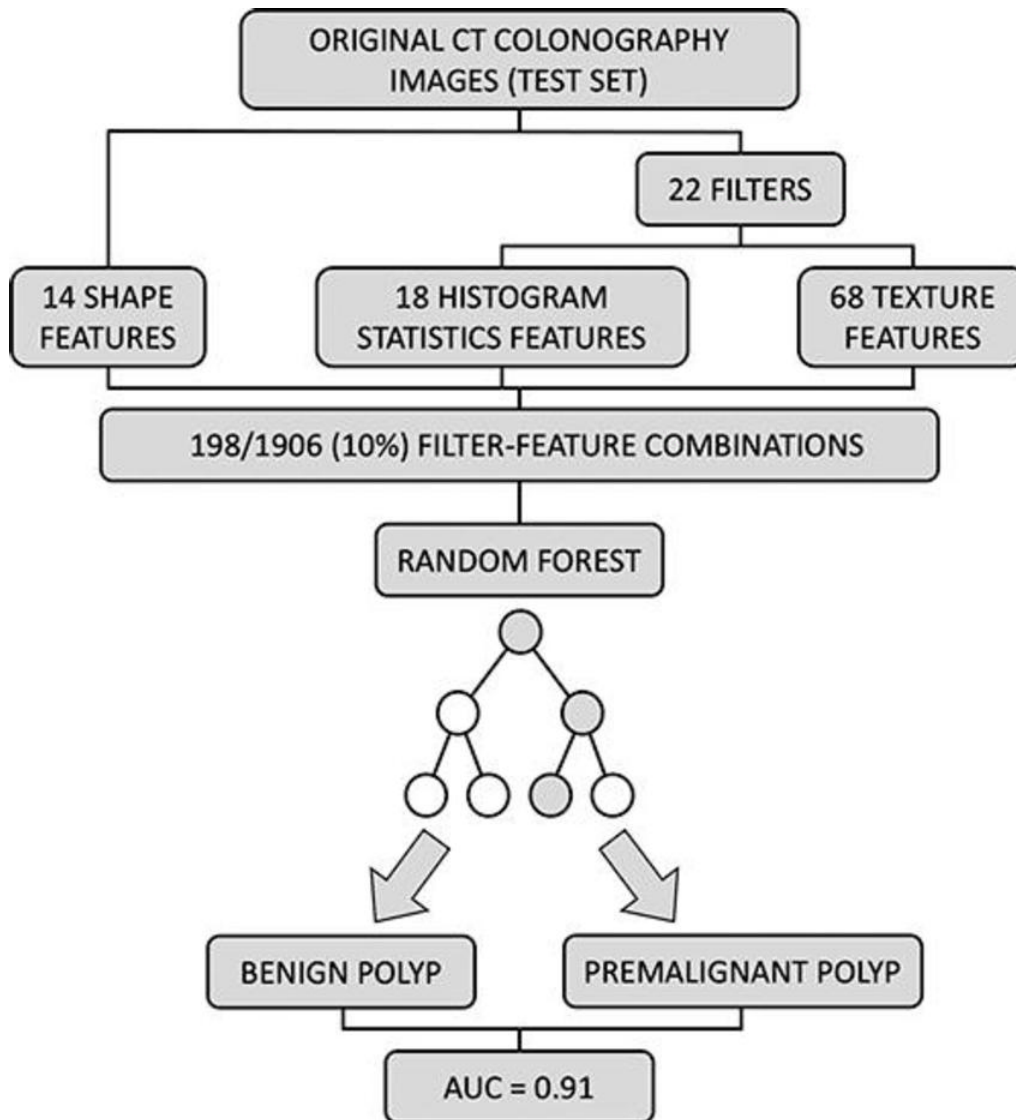 ORIGINAL CT COLONOGRAPHY
IMAGES (TEST SET)
22 FILTERS
14 SHAPE
FEATURES
18 HISTOGRAM
STATISTICS FEATURES
68 TEXTURE
FEATURES
198/1906 (10%) FILTER-FEATURE COMBINATIONS
RANDOM FOREST
BENIGN POLYP
PREMALIGNANT POLYP
AUC = 0.91